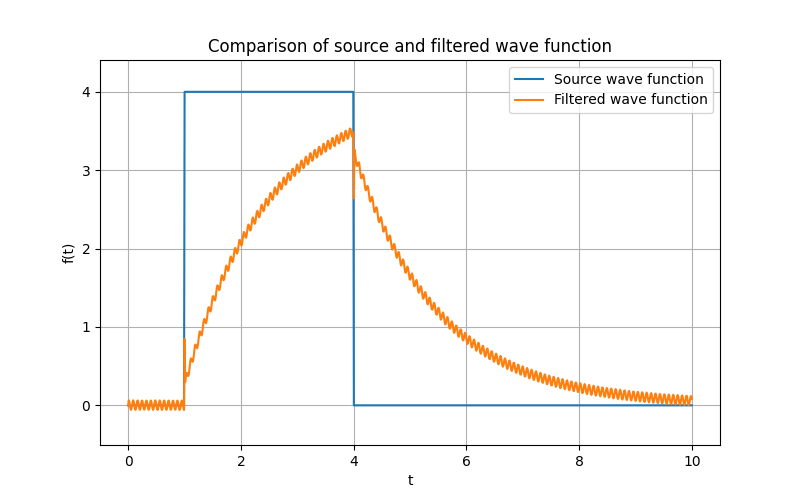 Comparison of source and filtered wave function
Source wave function
Filtered wave function
4
3
2
1
0
f(t)
0 2 4 6 8 10
t